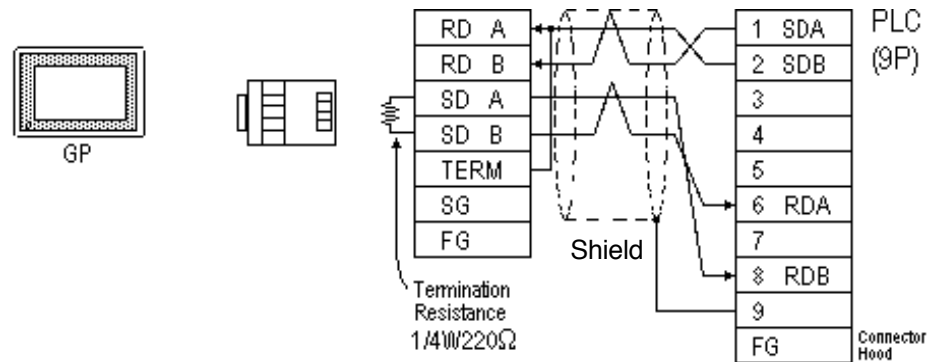 GP
RD A
RD B
SD A
SD B
TERM
SG
FG
Termination
Resistance
1/4W220Ω
Shield
1 SDA
2 SDB
3
4
5
6 RDA
7
8 RDB
9
FG
PLC
(9P)
Connector
Hood